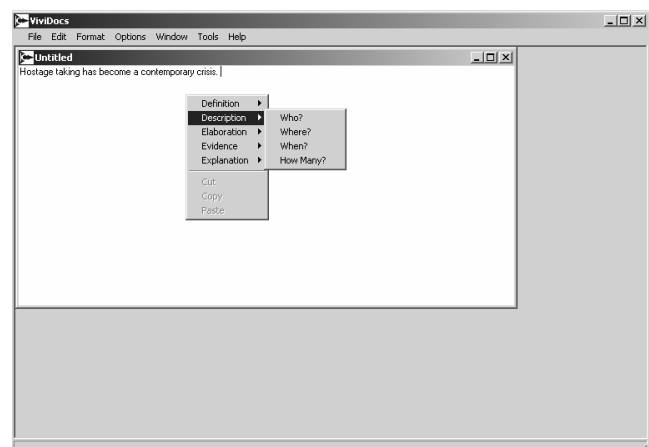 ViviDocs
File Edit Format Options Window Tools Help
Untitled
Hostage taking has become a contemporary crisis.
Definition
Description
Elaboration
Evidence
Explanation
Cut
Copy
Paste
Who?
Where?
When?
How Many?